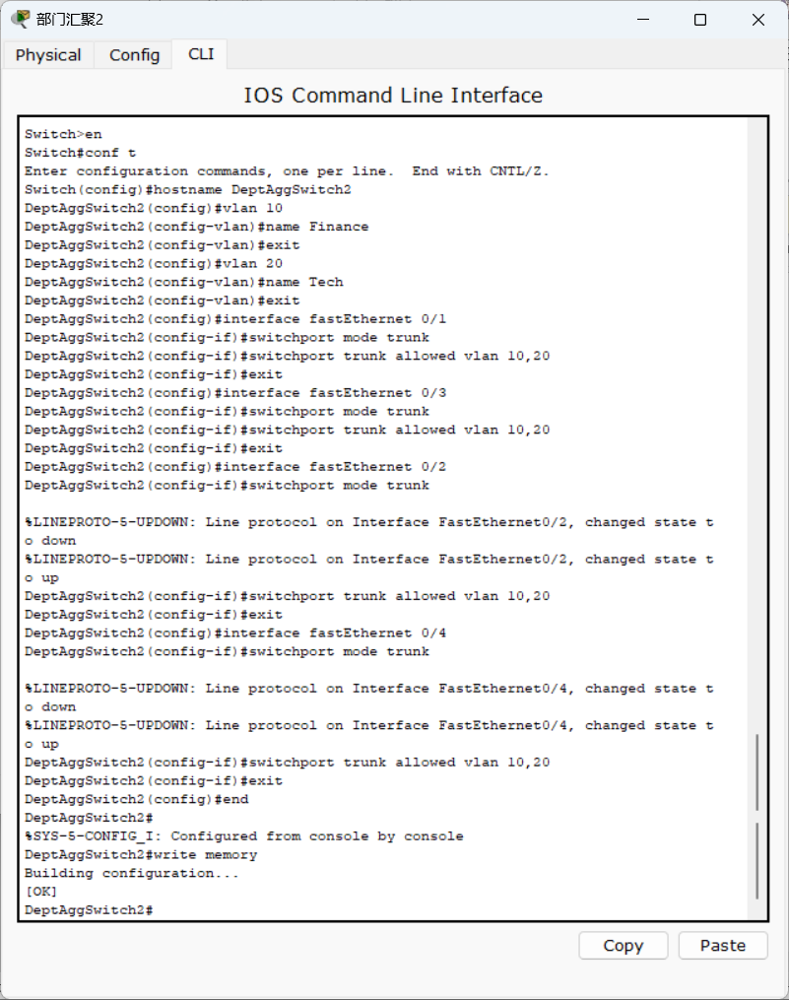 部门汇聚2
Physical Config CLI
IOS Command Line Interface
Switch>en
Switch#conf t
Enter configuration commands, one per line.  End with CNTL/Z.
Switch(config)#hostname DeptAggSwitch2
DeptAggSwitch2(config)#vlan 10
DeptAggSwitch2(config-vlan)#name Finance
DeptAggSwitch2(config-vlan)#exit
DeptAggSwitch2(config)#vlan 20
DeptAggSwitch2(config-vlan)#name Tech
DeptAggSwitch2(config-vlan)#exit
DeptAggSwitch2(config)#interface fastEthernet 0/1
DeptAggSwitch2(config-if)#switchport mode trunk
DeptAggSwitch2(config-if)#switchport trunk allowed vlan 10,20
DeptAggSwitch2(config-if)#exit
DeptAggSwitch2(config)#interface fastEthernet 0/3
DeptAggSwitch2(config-if)#switchport mode trunk
DeptAggSwitch2(config-if)#switchport trunk allowed vlan 10,20
DeptAggSwitch2(config-if)#exit
DeptAggSwitch2(config)#interface fastEthernet 0/2
DeptAggSwitch2(config-if)#switchport mode trunk
%LINEPROTO-5-UPDOWN: Line protocol on Interface FastEthernet0/2, changed state t
o down
%LINEPROTO-5-UPDOWN: Line protocol on Interface FastEthernet0/2, changed state t
o up
DeptAggSwitch2(config-if)#switchport trunk allowed vlan 10,20
DeptAggSwitch2(config-if)#exit
DeptAggSwitch2(config)#interface fastEthernet 0/4
DeptAggSwitch2(config-if)#switchport mode trunk
%LINEPROTO-5-UPDOWN: Line protocol on Interface FastEthernet0/4, changed state t
o down
%LINEPROTO-5-UPDOWN: Line protocol on Interface FastEthernet0/4, changed state t
o up
DeptAggSwitch2(config-if)#switchport trunk allowed vlan 10,20
DeptAggSwitch2(config-if)#exit
DeptAggSwitch2(config)#end
DeptAggSwitch2#
%SYS-5-CONFIG_I: Configured from console by console
DeptAggSwitch2#write memory
Building configuration...
[OK]
DeptAggSwitch2#
Copy Paste